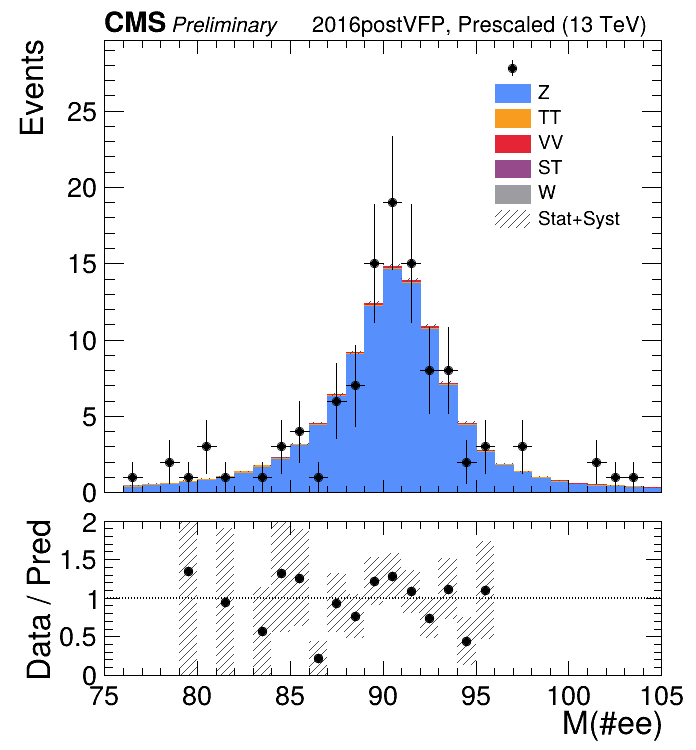 CMS Preliminary 2016postVFP, Prescaled (13 TeV)
Events
25
20
15
10
5
0
Z
TT
VV
ST
W
Stat+Syst
Data / Pred
2
1.5
1
0.5
0
75 80 85 90 95 100 105
M(#ee)